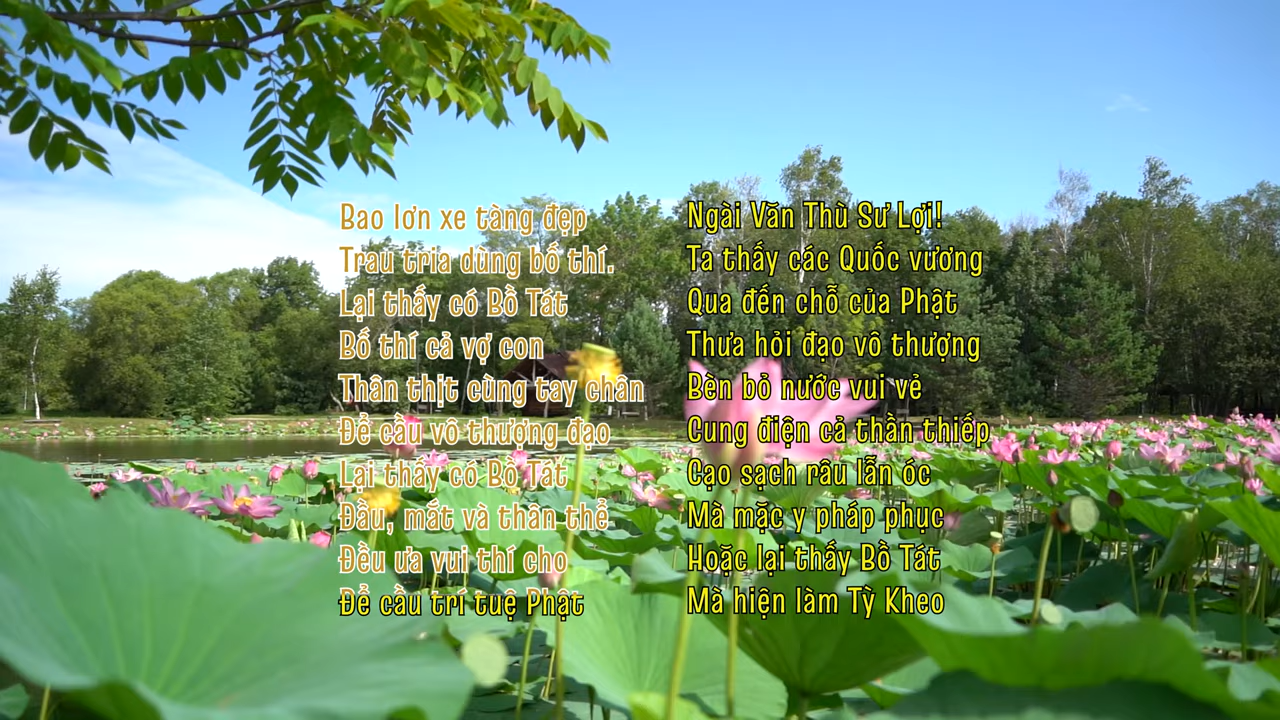 Bao lơn xe tàng đẹp
Trau tria dùng bố thí.
Lại thấy có Bồ Tát
Bố thí cả vợ con
Thân thịt cùng tay chân
Để cầu vô thượng đạo
Lại thấy có Bồ Tát
Đầu, mắt và thân thể
Đều ưa vui thí cho
Để cầu trí tuệ Phật
Ngài Văn Thù Sư Lợi!
Ta thấy các Quốc vương
Qua đến chỗ của Phật
Thưa hỏi đạo vô thượng
Bèn bỏ nước vui vẻ
Cung điện cả thần thiếp
Cạo sạch râu lẫn óc
Mà mặc y pháp phục
Hoặc lại thấy Bồ Tát
Mà hiện làm Tỳ Kheo